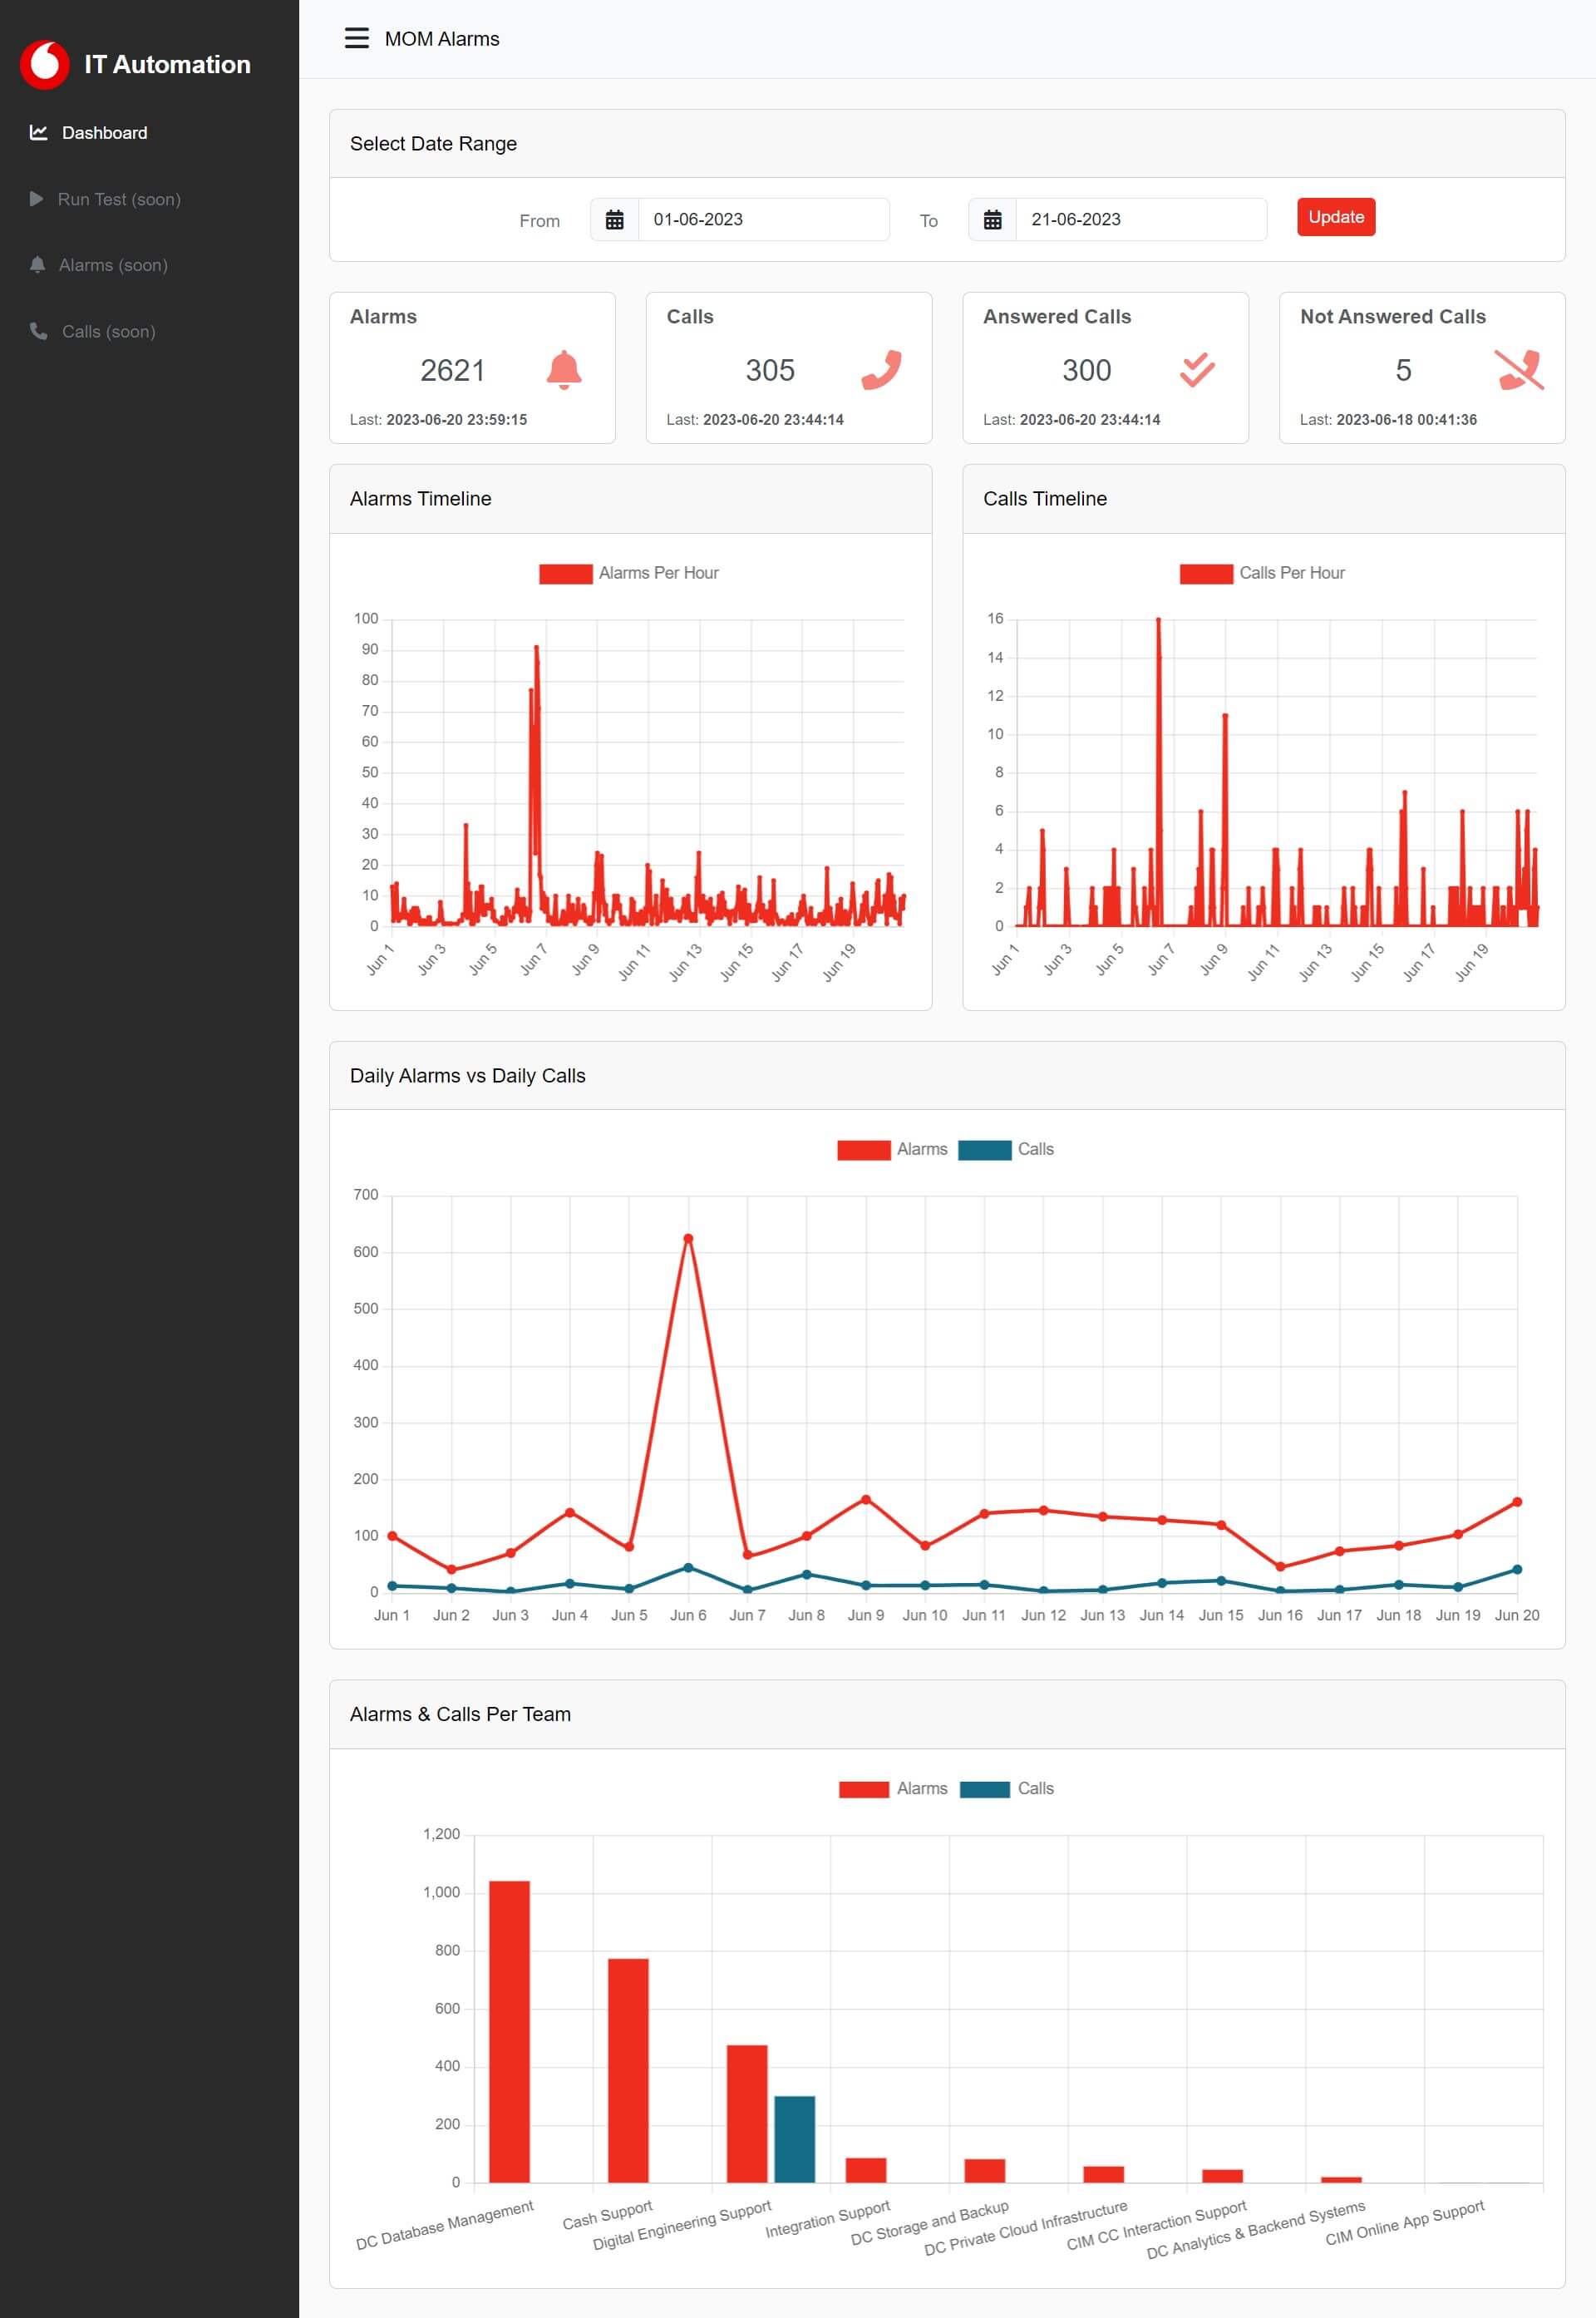 IT Automation
Dashboard
Run Test (soon)
Alarms (soon)
Calls (soon)
MOM Alarms
Select Date Range
From
01-06-2023
To
21-06-2023
Update
Alarms
2621
Last: 2023-06-20 23:59:15
Calls
305
Last: 2023-06-20 23:44:14
Answered Calls
300
Last: 2023-06-20 23:44:14
Not Answered Calls
5
Last: 2023-06-18 00:41:36
Alarms Timeline
Alarms Per Hour
100
90
80
70
60
50
40
30
20
10
0
Jun 1
Jun 3
Jun 5
Jun 7
Jun 9
Jun 11
Jun 13
Jun 15
Jun 17
Jun 19
Calls Timeline
Calls Per Hour
16
14
12
10
8
6
4
2
0
Jun 1
Jun 3
Jun 5
Jun 7
Jun 9
Jun 11
Jun 13
Jun 15
Jun 17
Jun 19
Daily Alarms vs Daily Calls
Alarms Calls
700
600
500
400
300
200
100
0
Jun 1 Jun 2 Jun 3 Jun 4 Jun 5 Jun 6 Jun 7 Jun 8 Jun 9 Jun 10 Jun 11 Jun 12 Jun 13 Jun 14 Jun 15 Jun 16 Jun 17 Jun 18 Jun 19 Jun 20
Alarms & Calls Per Team
Alarms Calls
1,200
1,000
800
600
400
200
0
DC Database Management
Cash Support
Digital Engineering Support
Integration Support
DC Storage and Backup
DC Private Cloud Infrastructure
CIM CC Interaction Support
DC Analytics & Backend Systems
CIM Online App Support